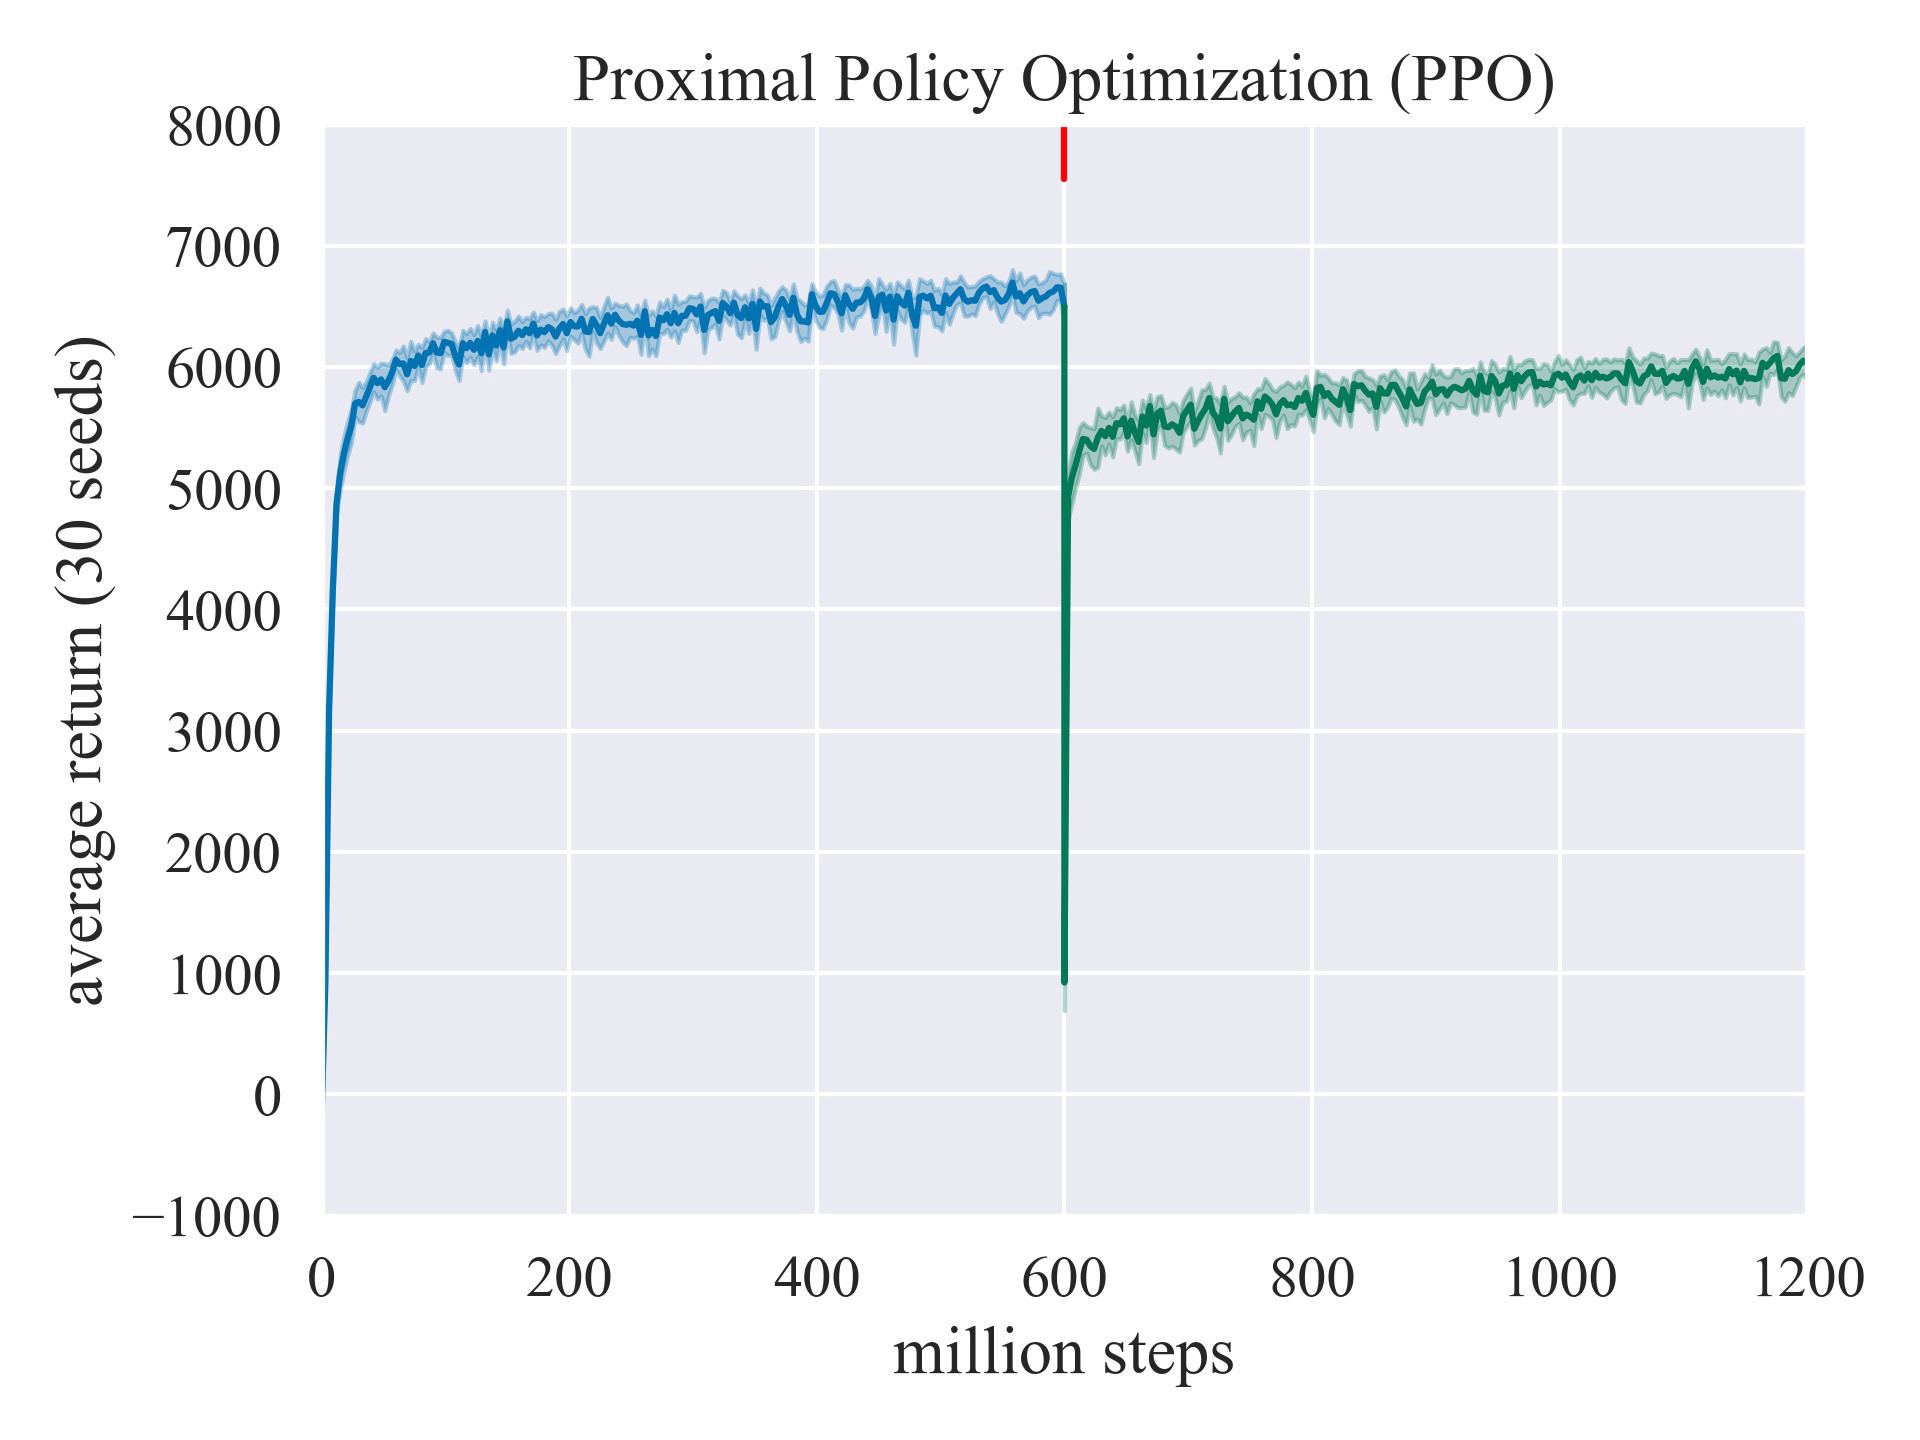 Proximal Policy Optimization (PPO)
8000
7000
6000
5000
4000
3000
2000
1000
0
−1000
average return (30 seeds)
0 200 400 600 800 1000 1200
million steps